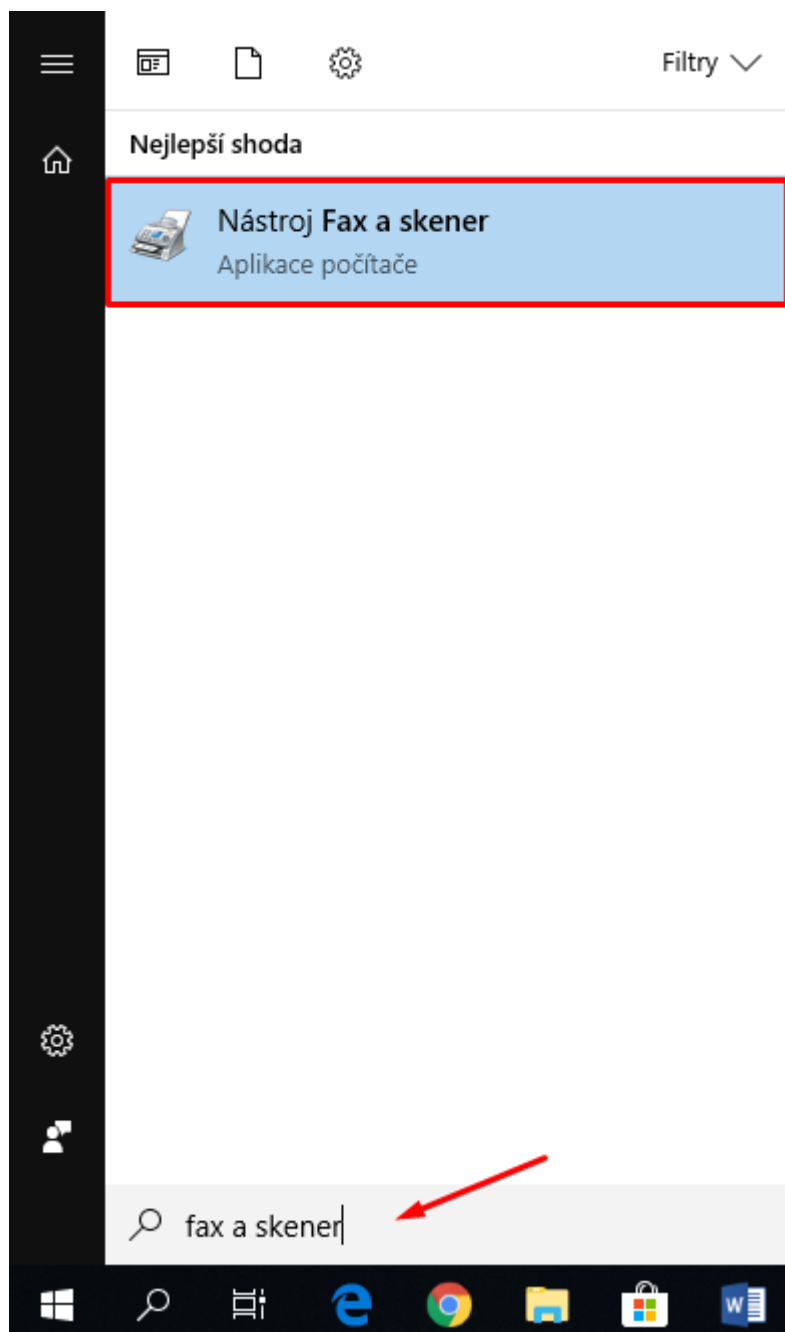 Filtry
Nejlepší shoda
Nástroj Fax a skener
Aplikace počítače
fax a skener
W